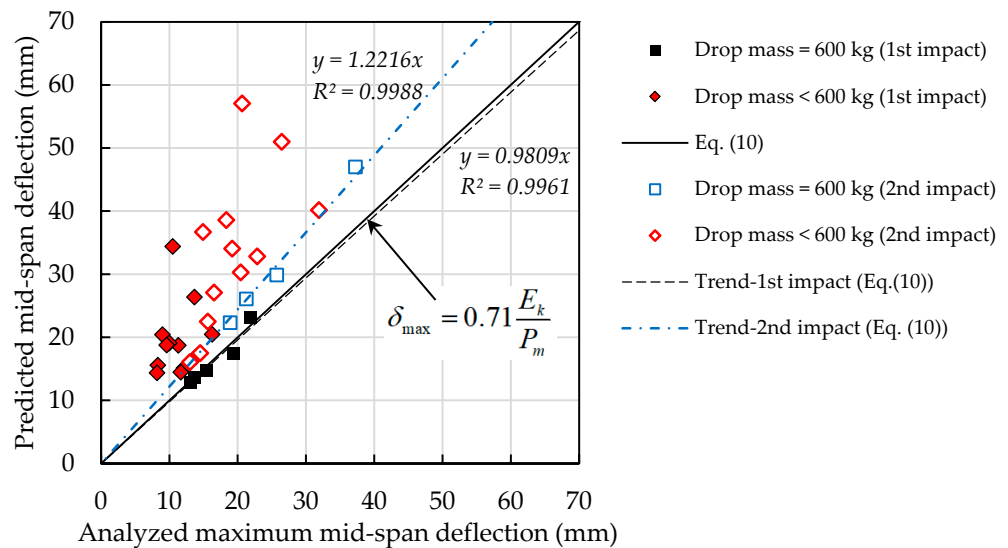 Predicted mid-span deflection (mm)
70
60
50
40
30
20
10
0
0 10 20 30 40 50 60 70
Analyzed maximum mid-span deflection (mm)
y = 1.2216x
R² = 0.9988
y = 0.9809x
R² = 0.9961
δmax = 0.71 Ek/Pm
Drop mass = 600 kg (1st impact)
Drop mass < 600 kg (1st impact)
Eq. (10)
Drop mass = 600 kg (2nd impact)
Drop mass < 600 kg (2nd impact)
Trend-1st impact (Eq.(10))
Trend-2nd impact (Eq. (10))